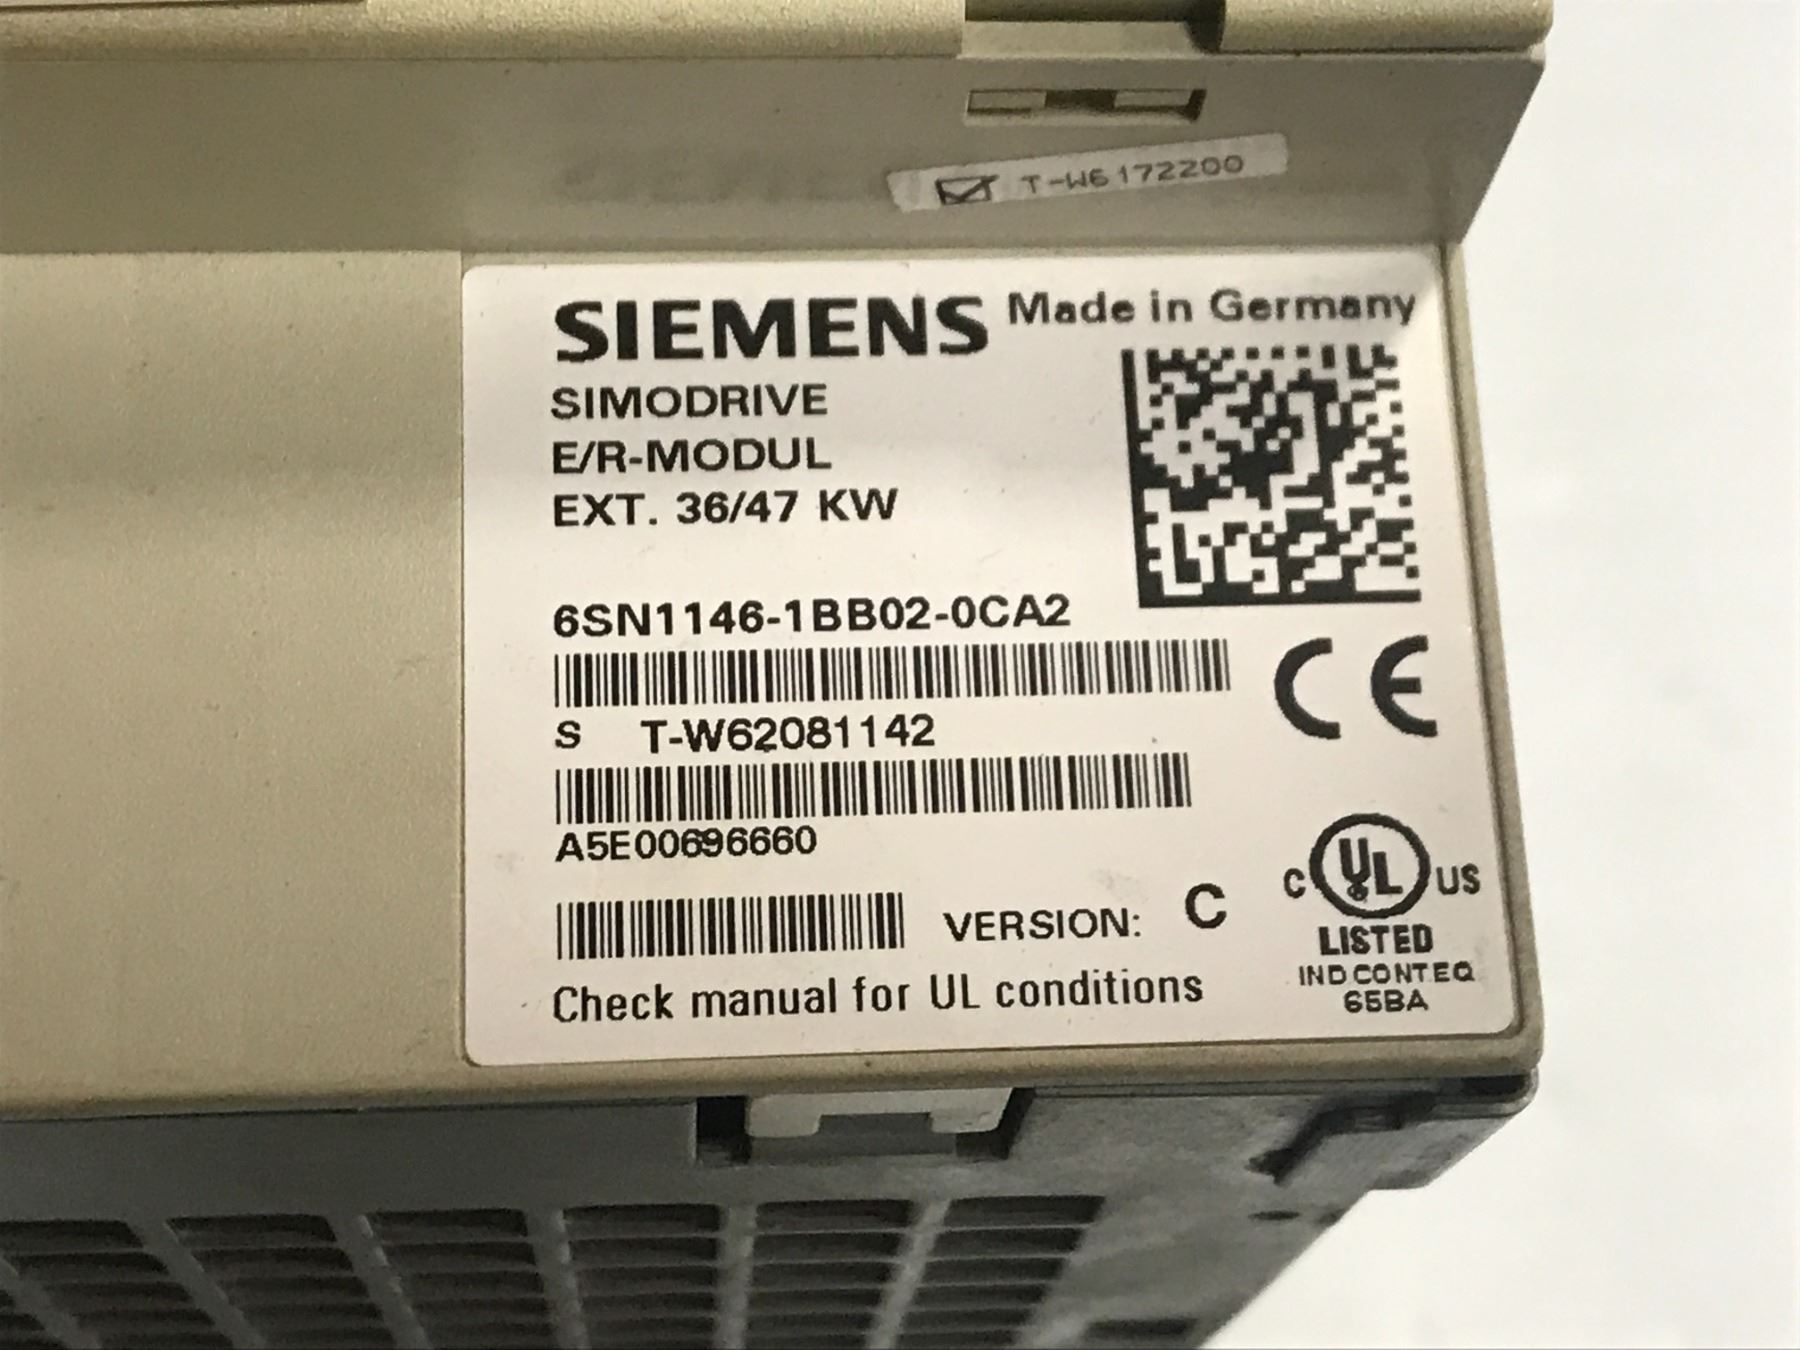 T-W6172200
SIEMENS Made in Germany
SIMODRIVE
E/R-MODUL
EXT. 36/47 KW
6SN1146-1BB02-0CA2
S T-W62081142
A5E00696660
VERSION: C
Check manual for UL conditions
CE
C UL US
LISTED
IND CONT EQ
65BA